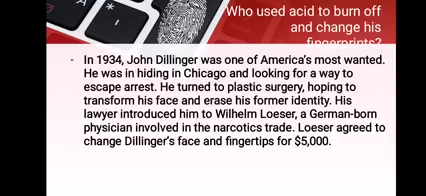 Who used acid to burn off
and change his
fingerprints?
- In 1934, John Dillinger was one of America's most wanted.
He was in hiding in Chicago and looking for a way to
escape arrest. He turned to plastic surgery, hoping to
transform his face and erase his former identity. His
lawyer introduced him to Wilhelm Loeser, a German-born
physician involved in the narcotics trade. Loeser agreed to
change Dillinger's face and fingertips for $5,000.